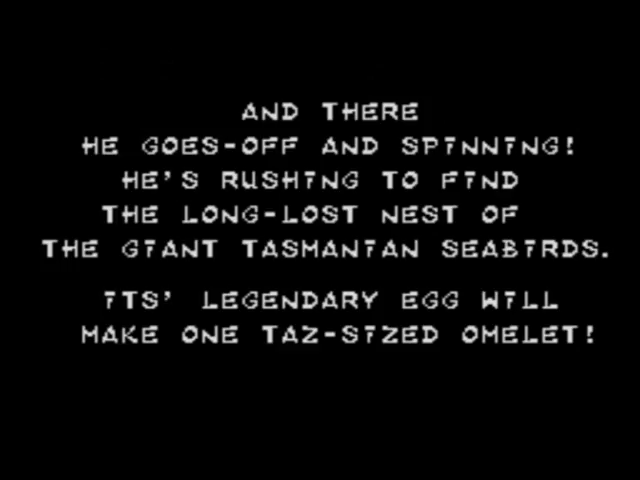 AND THERE
HE GOES-OFF AND SPINNING!
HE'S RUSHING TO FIND
THE LONG-LOST NEST OF
THE GIANT TASMANIAN SEABIRDS.
ITS' LEGENDARY EGG WILL
MAKE ONE TAZ-SIZED OMELET!